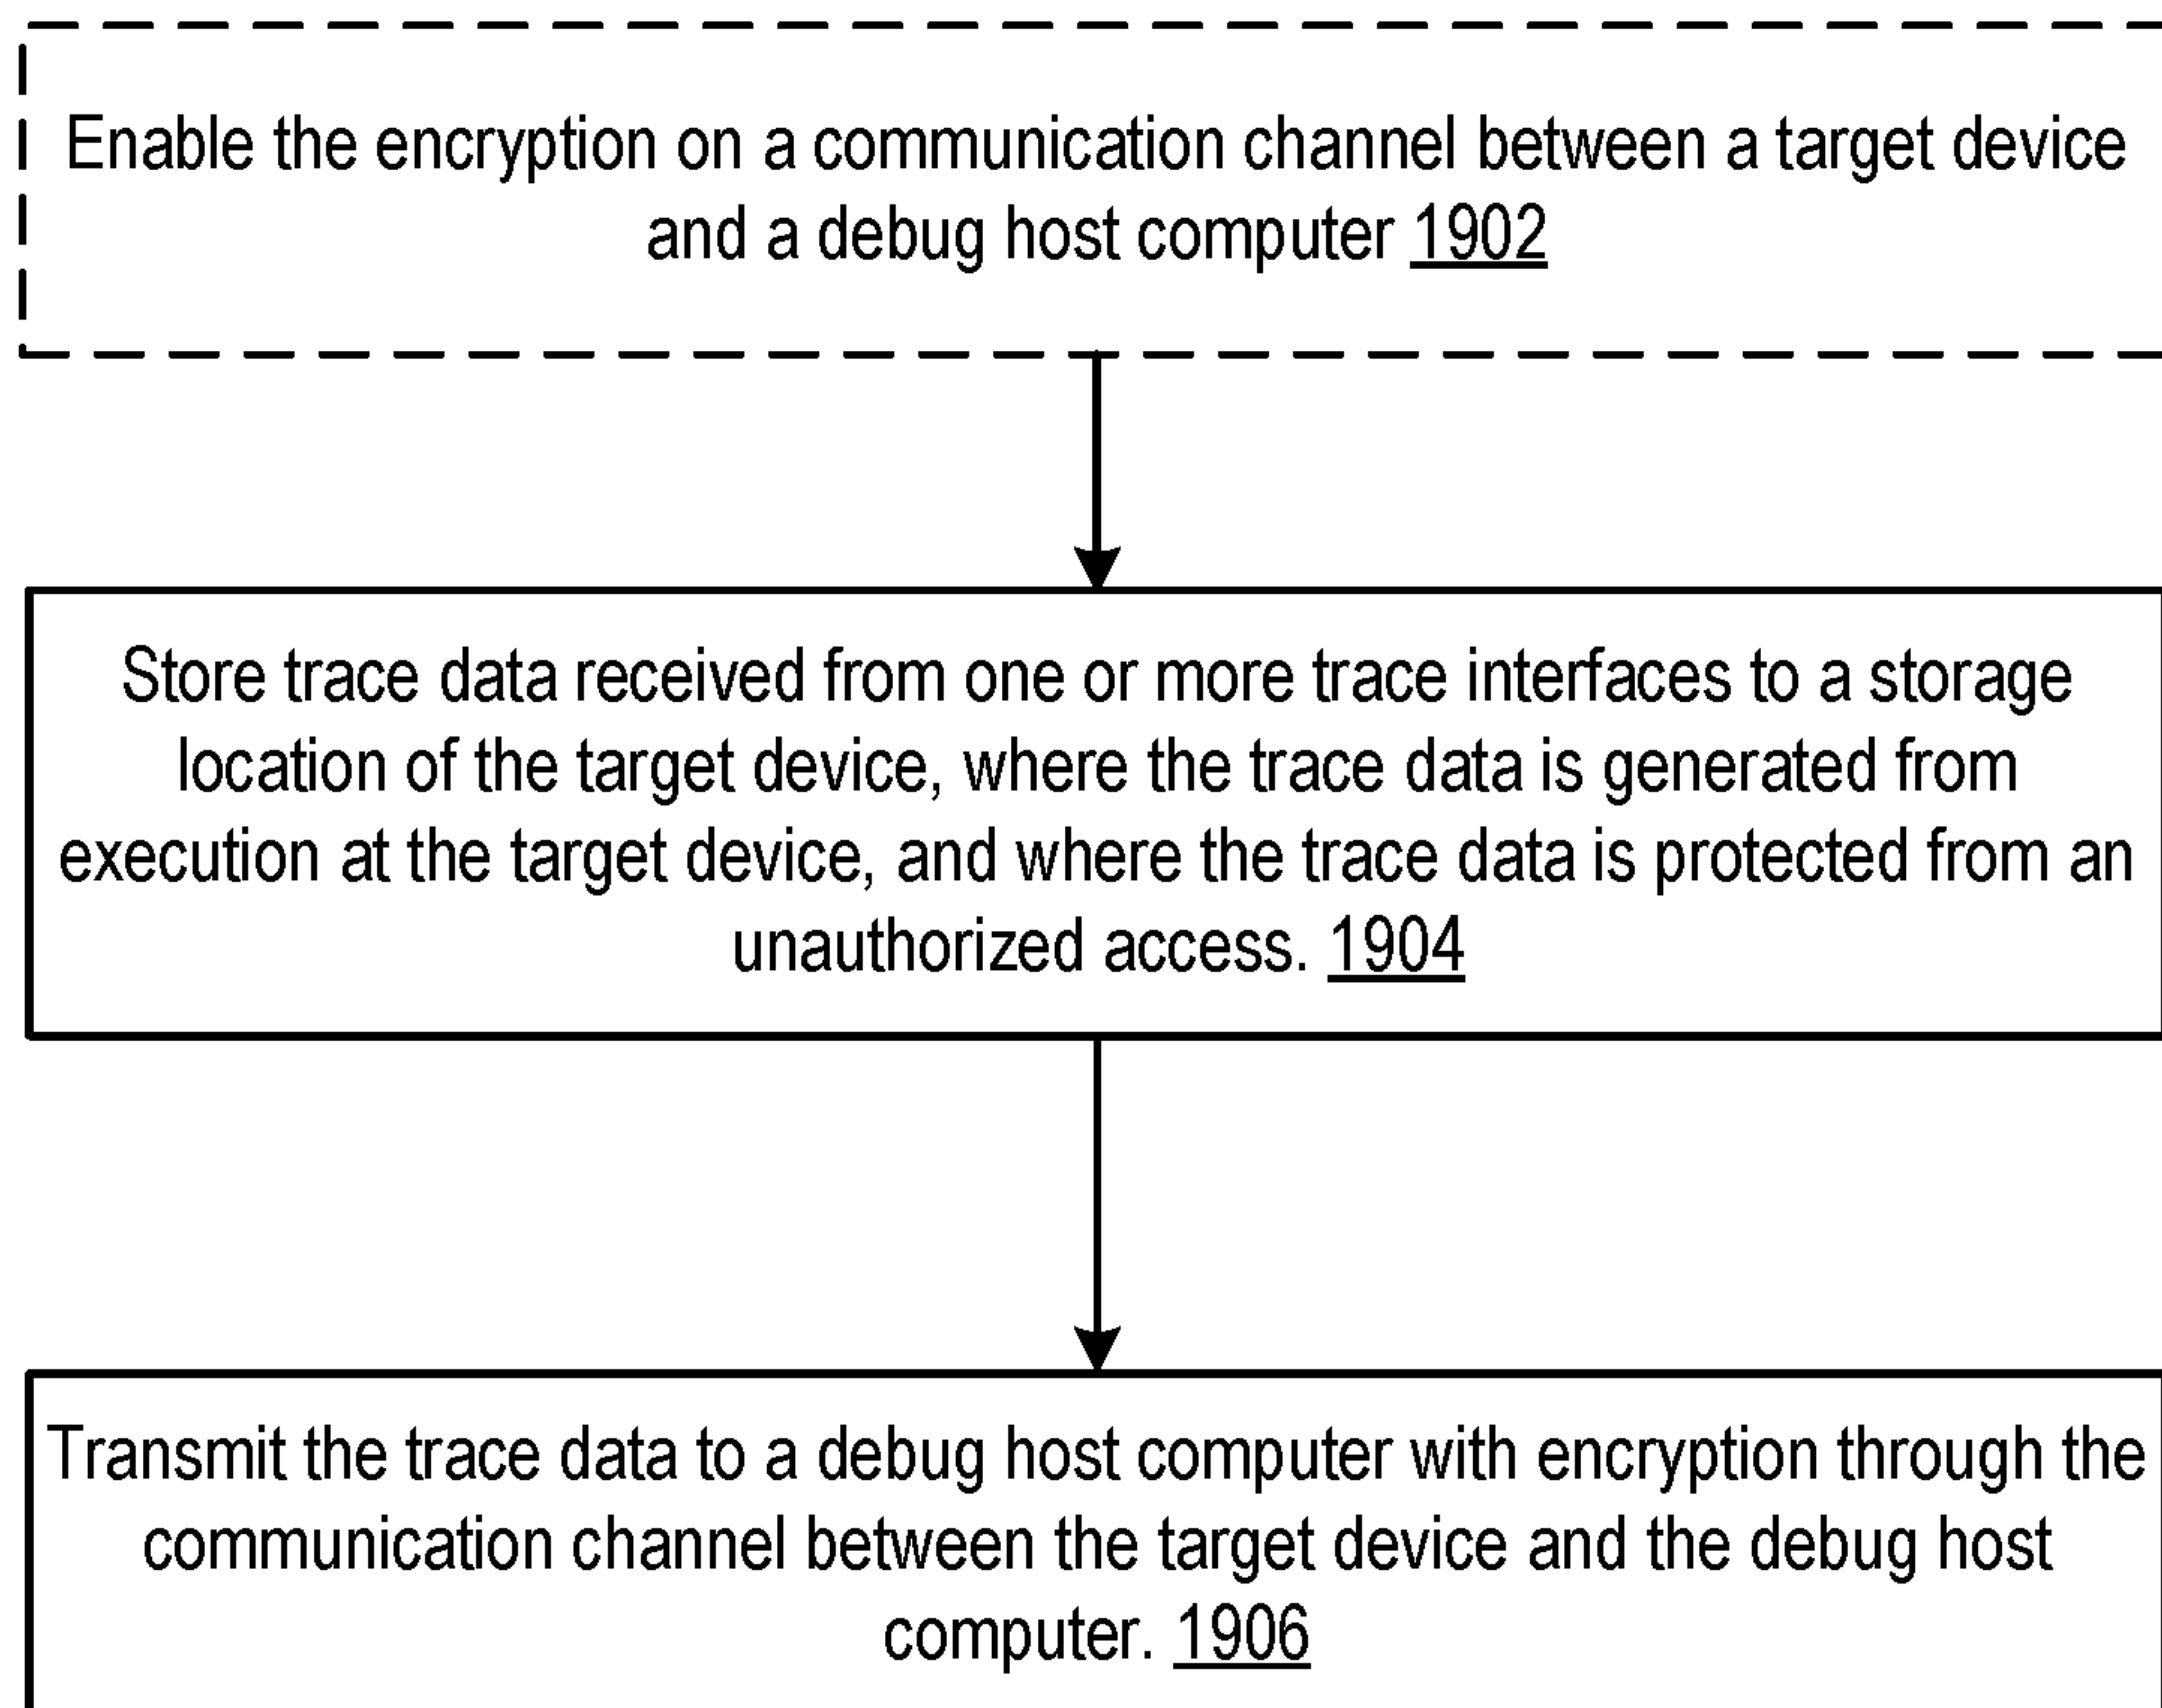 Enable the encryption on a communication channel between a target device
and a debug host computer 1902
Store trace data received from one or more trace interfaces to a storage
location of the target device, where the trace data is generated from
execution at the target device, and where the trace data is protected from an
unauthorized access. 1904
Transmit the trace data to a debug host computer with encryption through the
communication channel between the target device and the debug host
computer. 1906